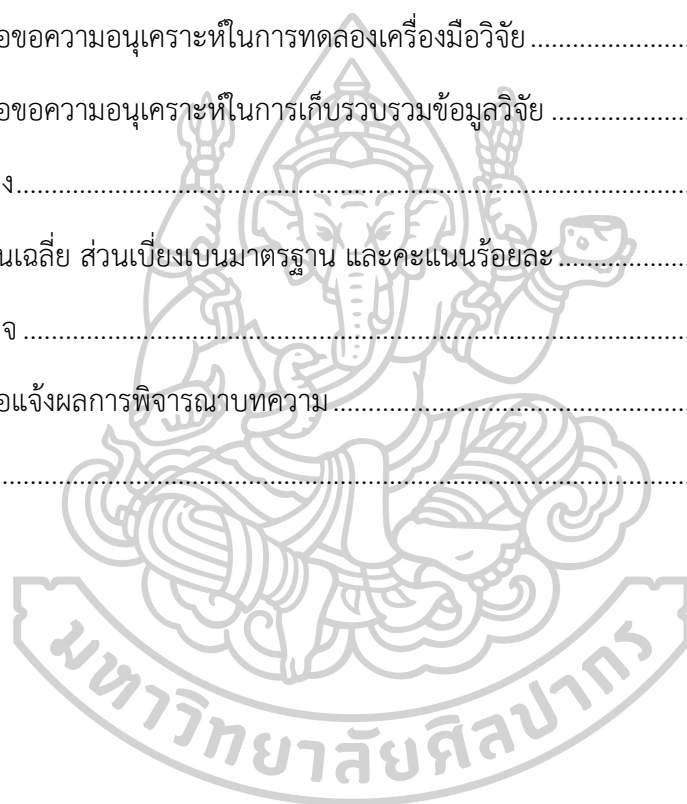 อขอความอนุเคราะห์ในการทดลองเครื่องมือวิจัย ........................
อขอความอนุเคราะห์ในการเก็บรวบรวมข้อมูลวิจัย .....................
ง................................................................................................
นเฉลี่ย ส่วนเบี่ยงเบนมาตรฐาน และคะแนนร้อยละ....................
จ ...............................................................................................
อแจ้งผลการพิจารณาบทความ...................................................
..................................................................................................
มหาวิทยาลัยศิลปากร